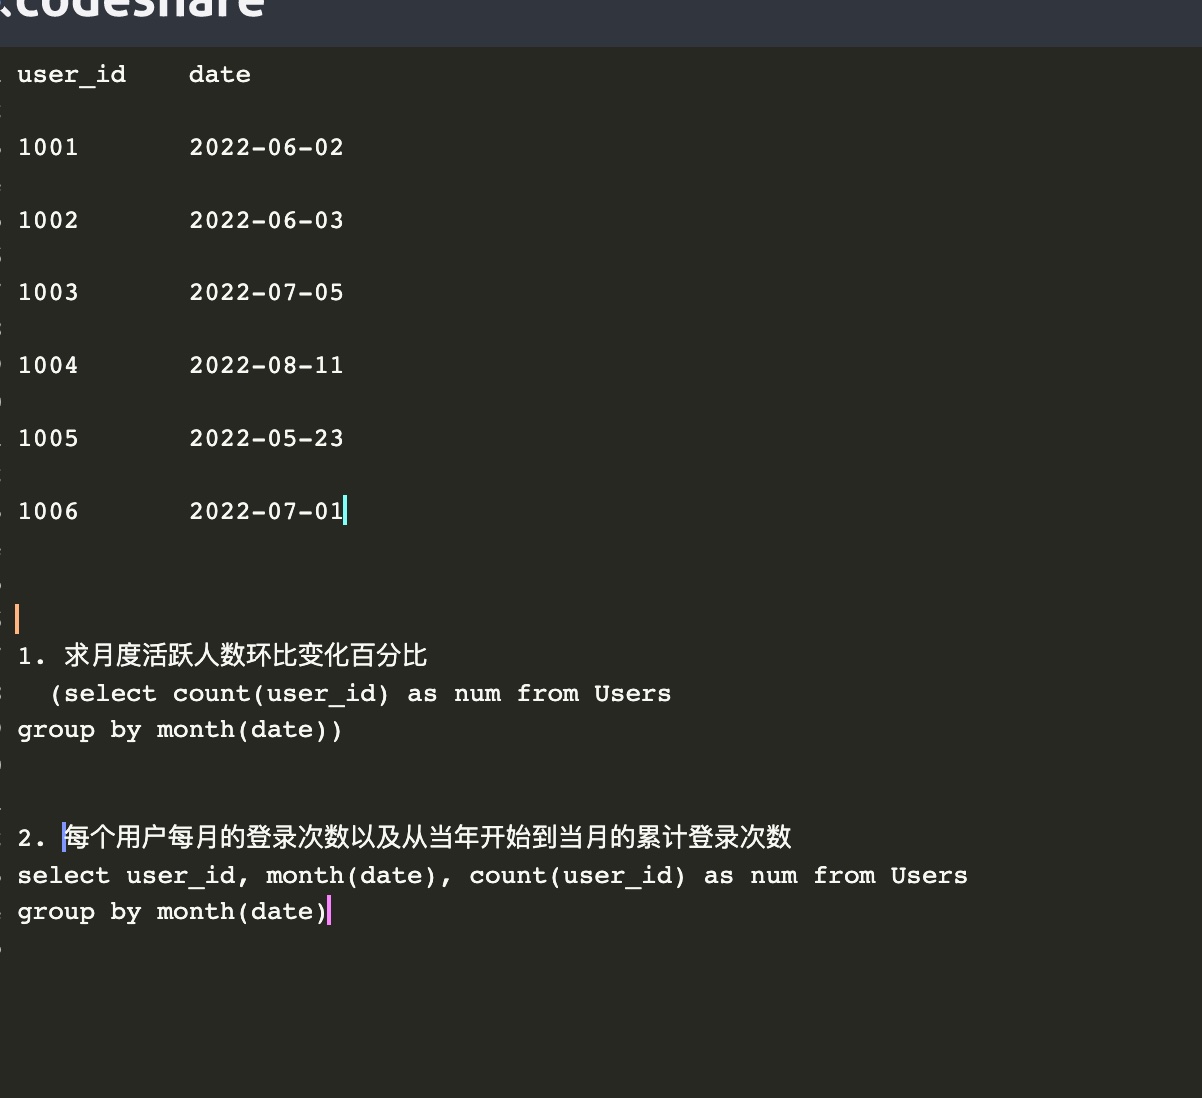 codeshare
user_id date
1001 2022-06-02
1002 2022-06-03
1003 2022-07-05
1004 2022-08-11
1005 2022-05-23
1006 2022-07-01
1. 求月度活跃人数环比变化百分比
(select count(user_id) as num from Users
group by month(date))
2. 每个用户每月的登录次数以及从当年开始到当月的累计登录次数
select user_id, month(date), count(user_id) as num from Users
group by month(date)